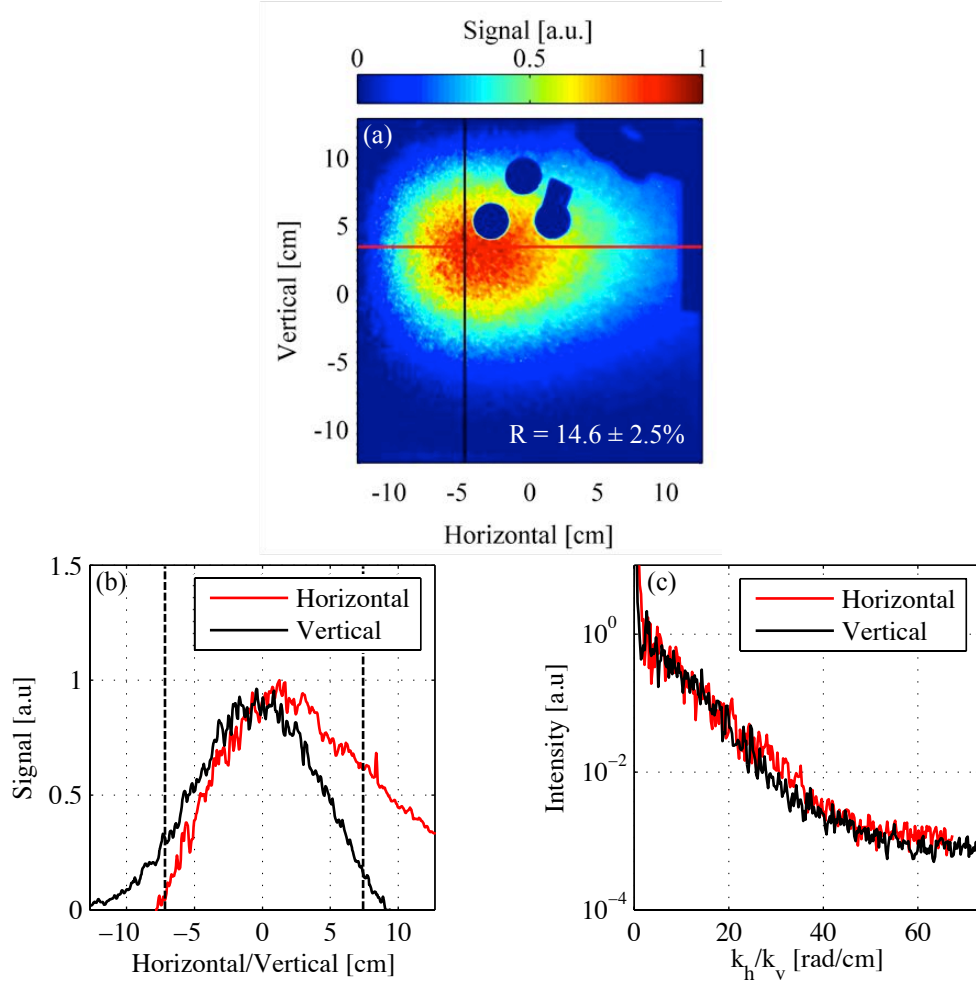 Signal [a.u.]
0 0.5 1
(a)
10
5
0
-5
-10
Vertical [cm]
R = 14.6 ± 2.5%
-10 -5 0 5 10
Horizontal [cm]
(b)
Horizontal
Vertical
1.5
1
0.5
0
Signal [a.u]
−10 −5 0 5 10
Horizontal/Vertical [cm]
(c)
Horizontal
Vertical
10⁰
10⁻²
10⁻⁴
Intensity [a.u]
0 20 40 60
k_h/k_v [rad/cm]